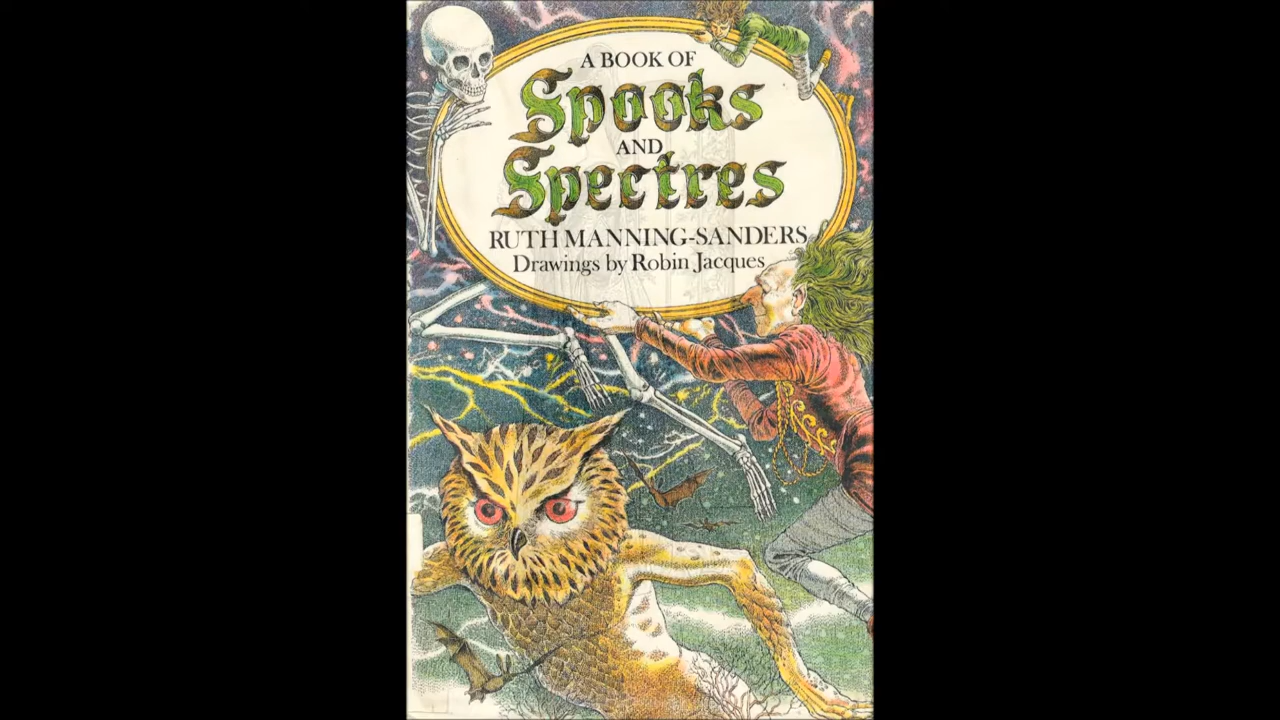 A BOOK OF
Spooks
AND
Spectres
RUTH MANNING-SANDERS
Drawings by Robin Jacques